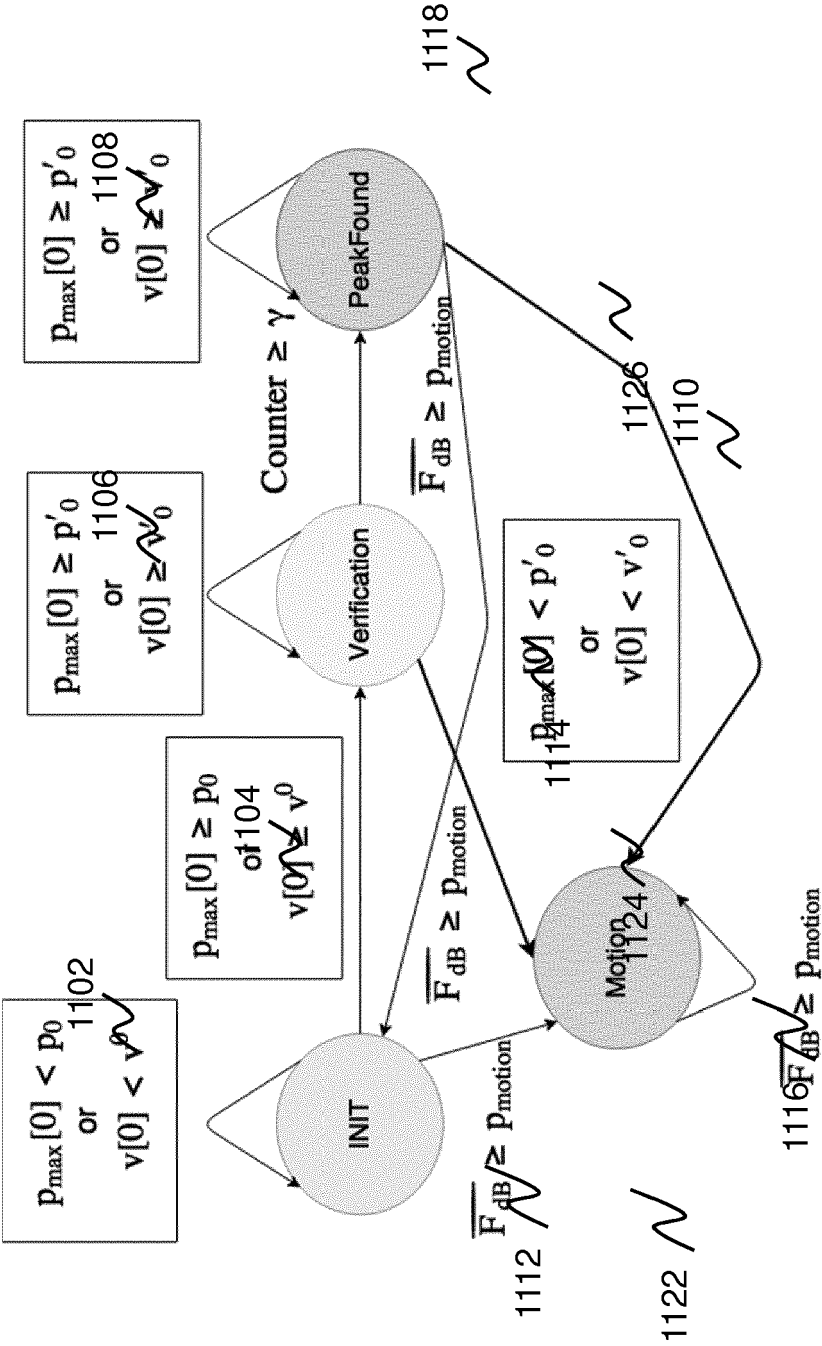 p_max[0] < p_0
or
v[0] < v^0
1102
p_max[0] ≥ p_0
or
v[0] ≥ v^0
1104
p_max[0] ≥ p'_0
or
v[0] ≥ v'_0
1106
p_max[0] ≥ p'_0
or
v[0] ≥ v'_0
1108
INIT
Verification
Counter ≥ γ
PeakFound
1118
F_dB ≥ p_motion
1112
F_dB ≥ p_motion
F_dB ≥ p_motion
p_max[0] < p'_0
or
v[0] < v'_0
1114
1126
1110
Motion
1124
1122
F_dB ≥ p_motion
1116